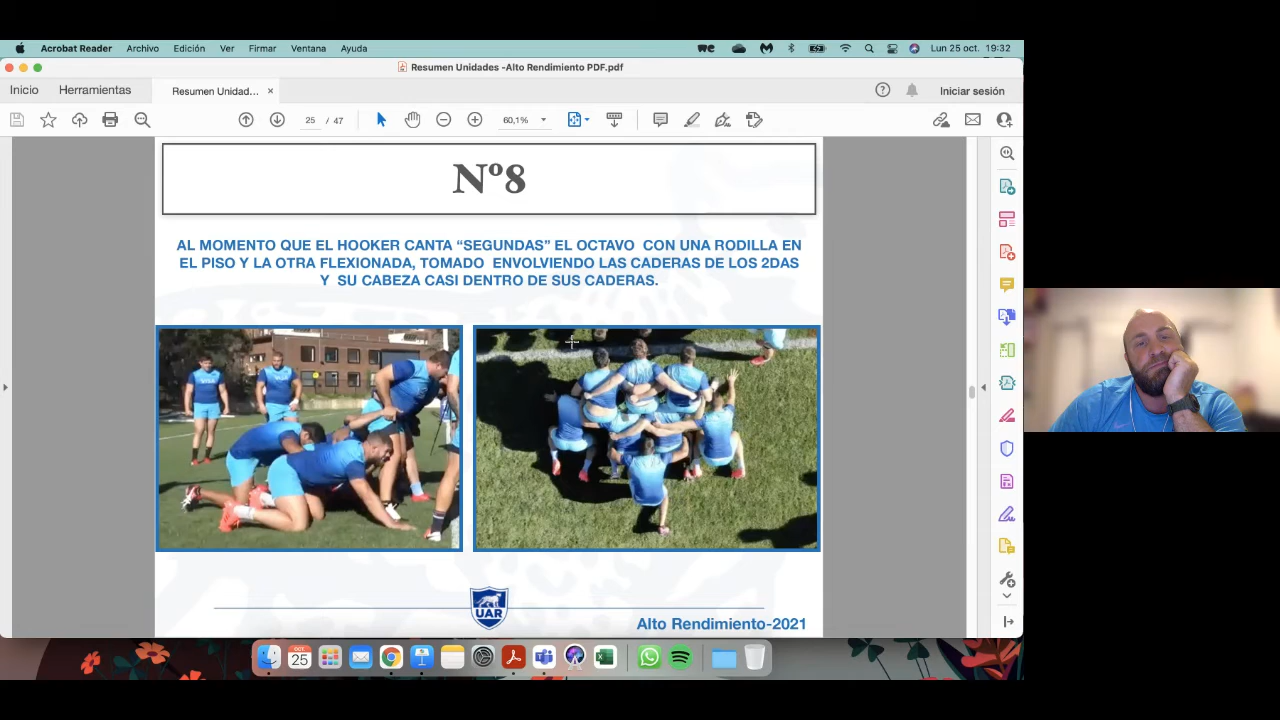 Acrobat Reader Archivo Edición Ver Firmar Ventana Ayuda Lun 25 oct. 19:32
Resumen Unidades -Alto Rendimiento PDF.pdf
Inicio Herramientas Resumen Unidad... × Iniciar sesión
25 / 47 60,1%
Nº8
AL MOMENTO QUE EL HOOKER CANTA “SEGUNDAS” EL OCTAVO CON UNA RODILLA EN
EL PISO Y LA OTRA FLEXIONADA, TOMADO ENVOLVIENDO LAS CADERAS DE LOS 2DAS
Y SU CABEZA CASI DENTRO DE SUS CADERAS.
UAR
Alto Rendimiento-2021
OCT.
25